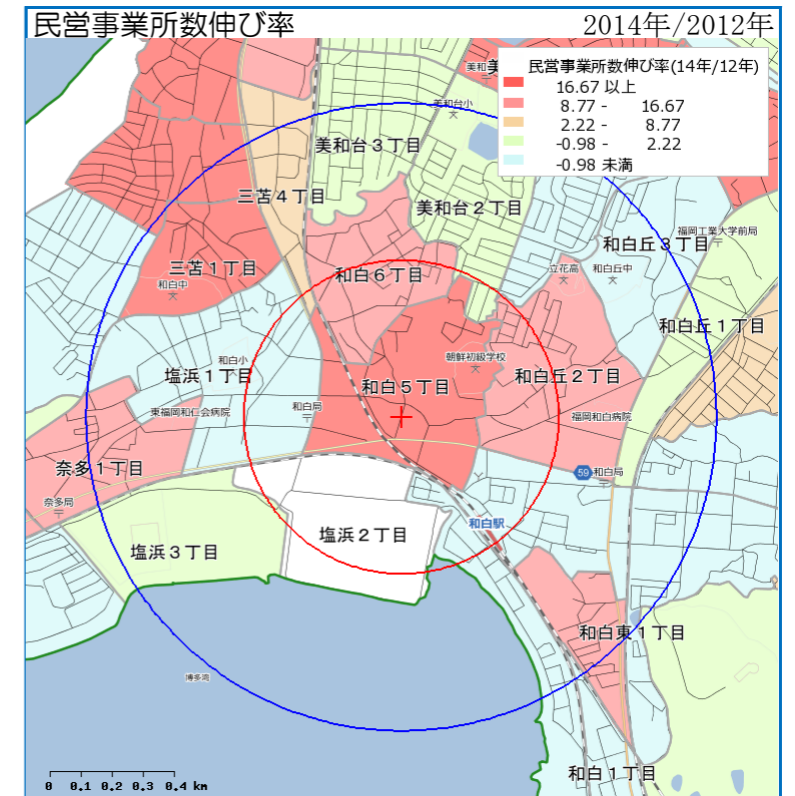 民営事業所数伸び率 2014年/2012年
民営事業所数伸び率(14年/12年)
16.67 以上
8.77 - 16.67
2.22 - 8.77
-0.98 - 2.22
-0.98 未満
美和
美和台小
美和台3丁目
三苫4丁目
美和台2丁目
福岡工業大学前局
和白丘3丁目
三苫1丁目
和白中
和白6丁目
立花高
和白丘中
和白丘1丁目
朝鮮初級学校
和白小
塩浜1丁目
和白5丁目
和白丘2丁目
東福岡和仁会病院
和白局
福岡和白病院
奈多1丁目
59
和白局
奈多局
和白駅
塩浜2丁目
塩浜3丁目
和白東1丁目
博多湾
和白1丁目
0 0.1 0.2 0.3 0.4 km